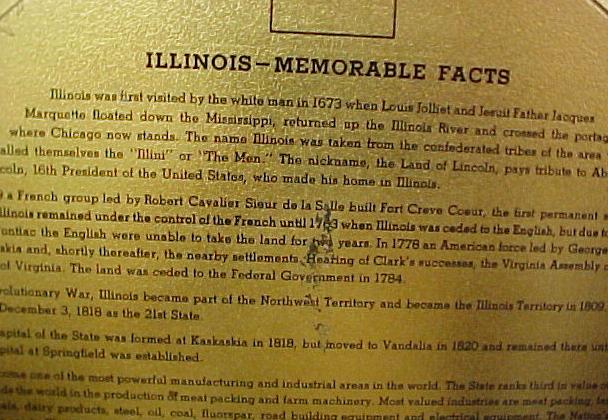 ILLINOIS—MEMORABLE FACTS
Illinois was first visited by the white man in 1673 when Louis Jolliet and Jesuit Father Jacques
Marquette floated down the Mississippi, returned up the Illinois River and crossed the portag
where Chicago now stands. The name Illinois was taken from the confederated tribes of the area
alled themselves the "Illini" or "The Men." The nickname, the Land of Lincoln, pays tribute to Ab
coln, 16th President of the United States, who made his home in Illinois.
a French group led by Robert Cavalier Sieur de la Salle built Fort Creve Coeur, the first permanent
llinois remained under the control of the French until when Illinois was ceded to the English, but due to
ontiac the English were unable to take the land for years. In 1778 an American force led by George
askia and, hortly thereafter, the nearby settlements. Hearing of Clark's successes, the Virginia Assembly
of Virginia. The land was ceded to the Federal Government in 1784.
volutionary War, Illinois became part of the Northwest Territory and became the Illinois Territory in 1809.
December 3, 1818 as the 21st State.
apital of the State was formed at Kaskaskia in 1818, but moved to Vandalia in 1820 and remained there unt
pital at Springfield was established.
come one of the most powerful manufacturing and industrial areas in the world. The State ranks third in value o
ds the world in the production of meat packing and farm machinery. Most valued industries are meat packing, fa
als, dairy products, steel, oil, coal, fluorspar, road building equipment and electrical equipment. The Nation